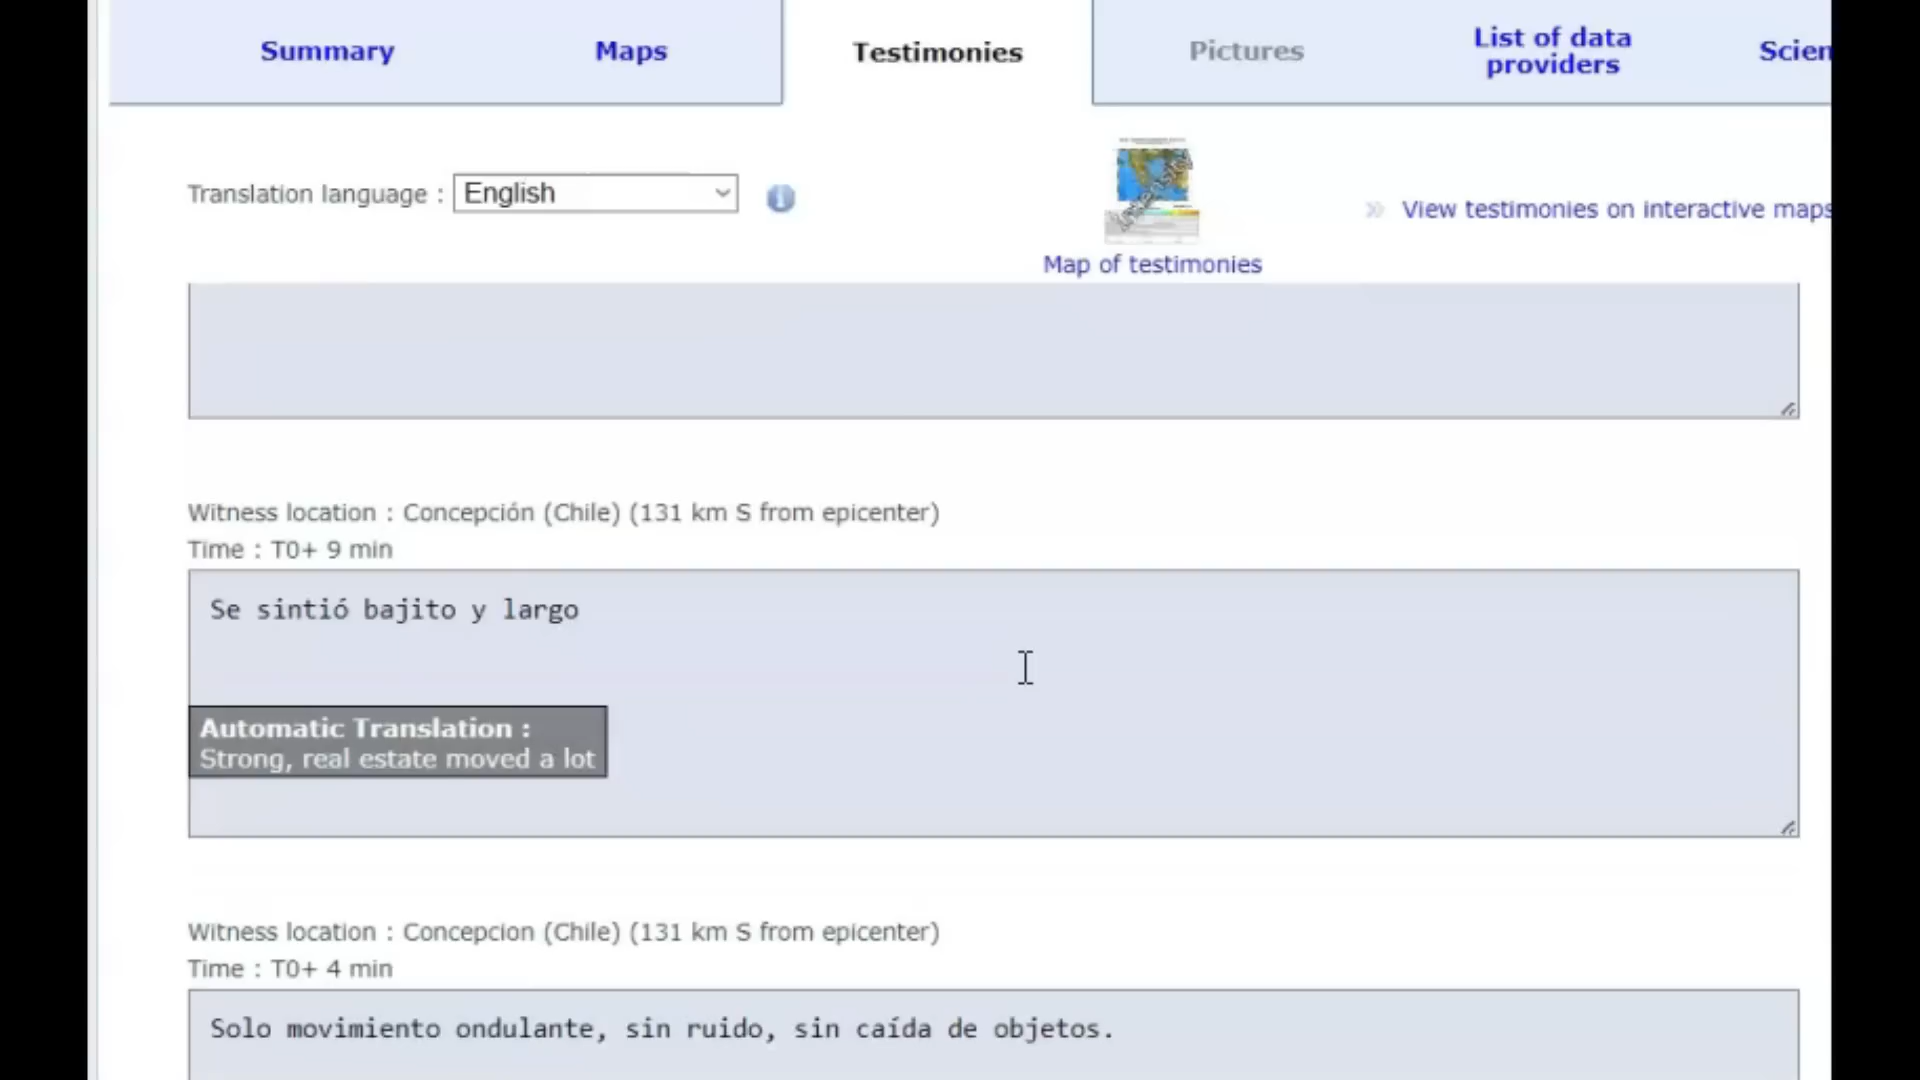 Summary
Maps
Testimonies
Pictures
List of data
providers
Scien
Translation language :
English
Map of testimonies
View testimonies on interactive maps
Witness location : Concepción (Chile) (131 km S from epicenter)
Time : T0+ 9 min
Se sintió bajito y largo
Automatic Translation :
Strong, real estate moved a lot
Witness location : Concepcion (Chile) (131 km S from epicenter)
Time : T0+ 4 min
Solo movimiento ondulante, sin ruido, sin caída de objetos.